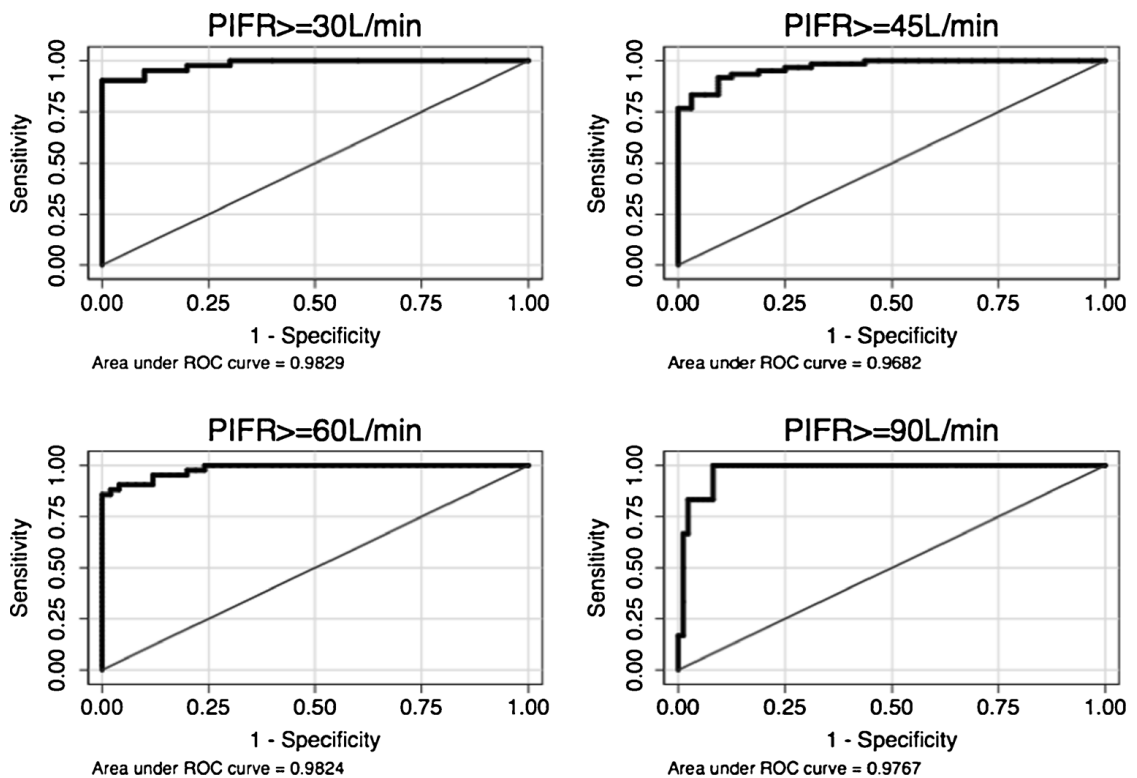 PIFR>=30L/min
Sensitivity
0.00 0.25 0.50 0.75 1.00
0.00 0.25 0.50 0.75 1.00
1 - Specificity
Area under ROC curve = 0.9829
PIFR>=45L/min
Sensitivity
0.00 0.25 0.50 0.75 1.00
0.00 0.25 0.50 0.75 1.00
1 - Specificity
Area under ROC curve = 0.9682
PIFR>=60L/min
Sensitivity
0.00 0.25 0.50 0.75 1.00
0.00 0.25 0.50 0.75 1.00
1 - Specificity
Area under ROC curve = 0.9824
PIFR>=90L/min
Sensitivity
0.00 0.25 0.50 0.75 1.00
0.00 0.25 0.50 0.75 1.00
1 - Specificity
Area under ROC curve = 0.9767